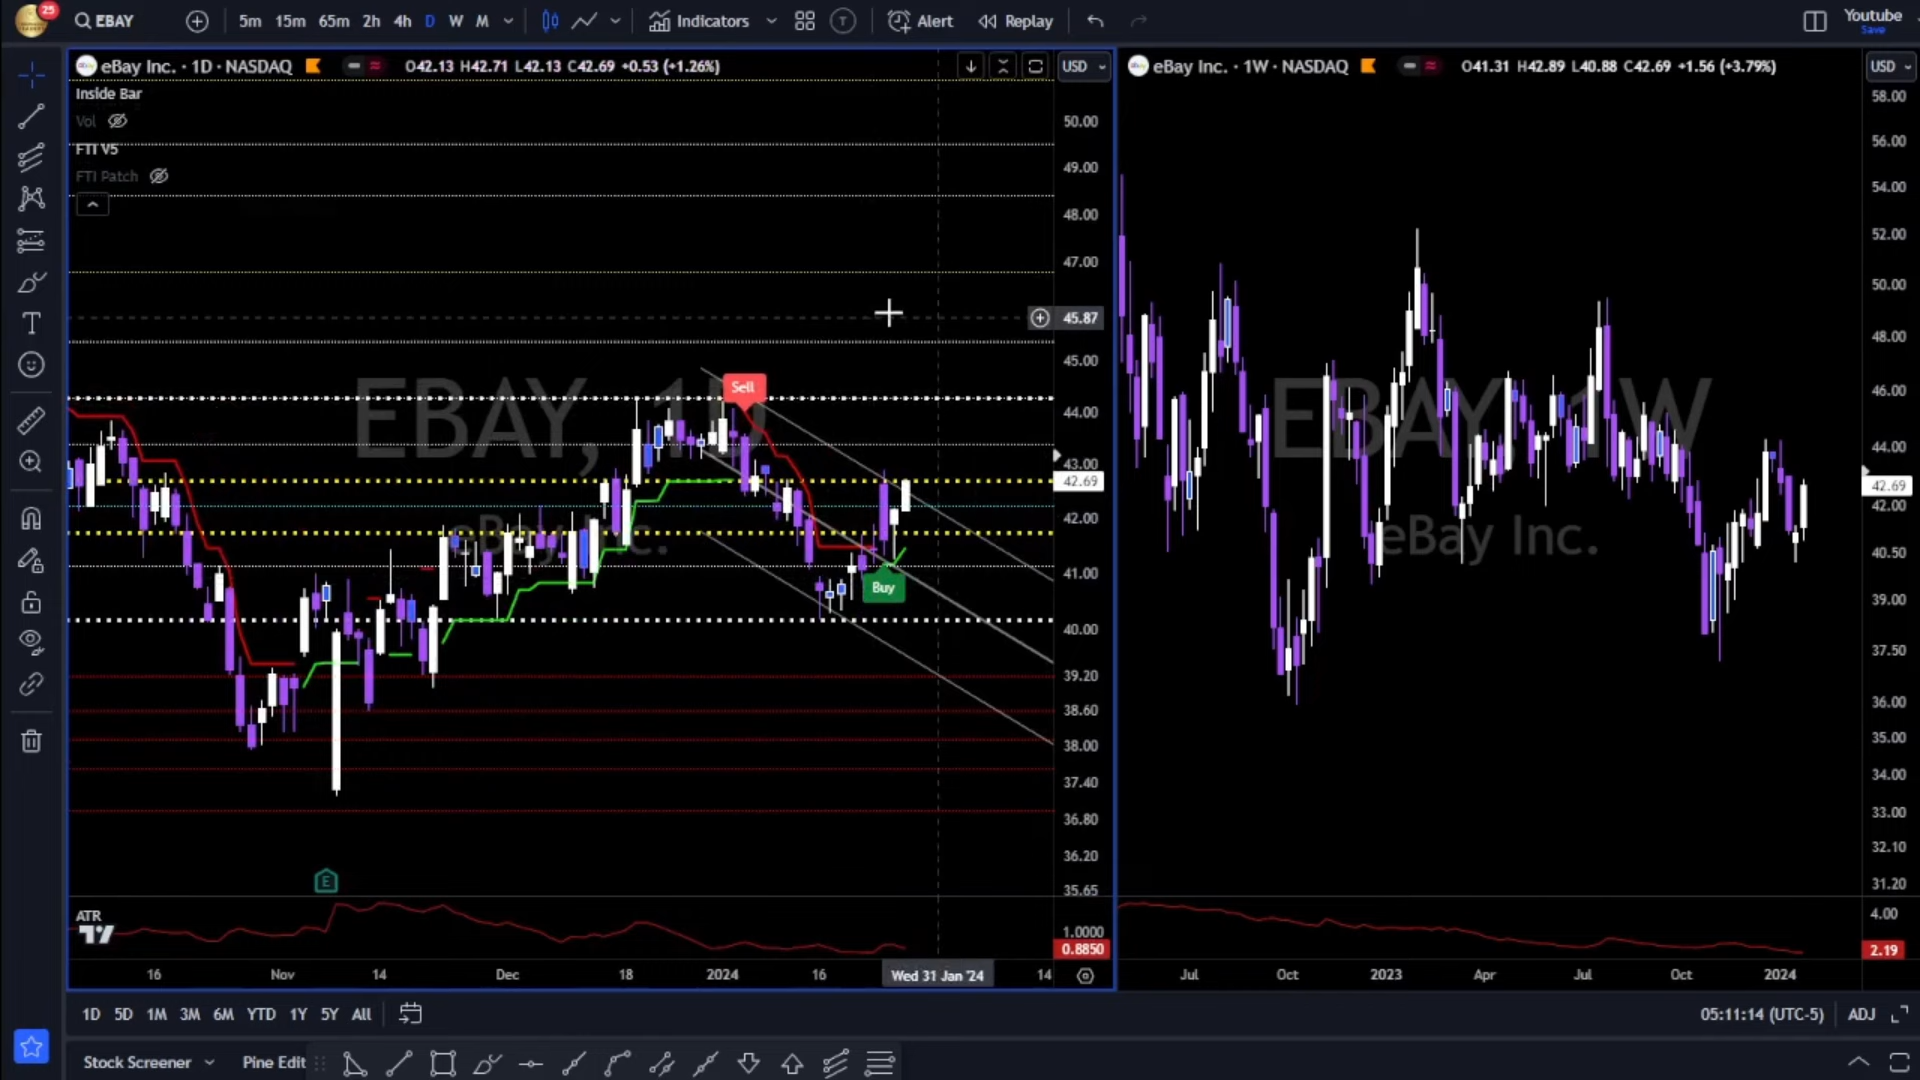 25
EBAY
5m 15m 65m 2h 4h D W M
Indicators
T
Alert
Replay
Youtube
Save
eBay Inc. · 1D · NASDAQ O42.13 H42.71 L42.13 C42.69 +0.53 (+1.26%)
USD
Inside Bar
Vol
FTI V5
FTI Patch
EBAY, 1D
eBay Inc.
Sell
Buy
E
50.00
49.00
48.00
47.00
45.87
45.00
44.00
43.00
42.69
42.00
41.00
40.00
39.20
38.60
38.00
37.40
36.80
36.20
35.65
ATR
1.0000
0.8850
16 Nov 14 Dec 18 2024 16 Wed 31 Jan '24 14
eBay Inc. · 1W · NASDAQ O41.31 H42.89 L40.88 C42.69 +1.56 (+3.79%)
USD
EBAY, 1W
eBay Inc.
58.00
56.00
54.00
52.00
50.00
48.00
46.00
44.00
42.69
42.00
40.50
39.00
37.50
36.00
35.00
34.00
33.00
32.10
31.20
4.00
2.19
Jul Oct 2023 Apr Jul Oct 2024
1D 5D 1M 3M 6M YTD 1Y 5Y All
05:11:14 (UTC-5) ADJ
Stock Screener Pine Edit